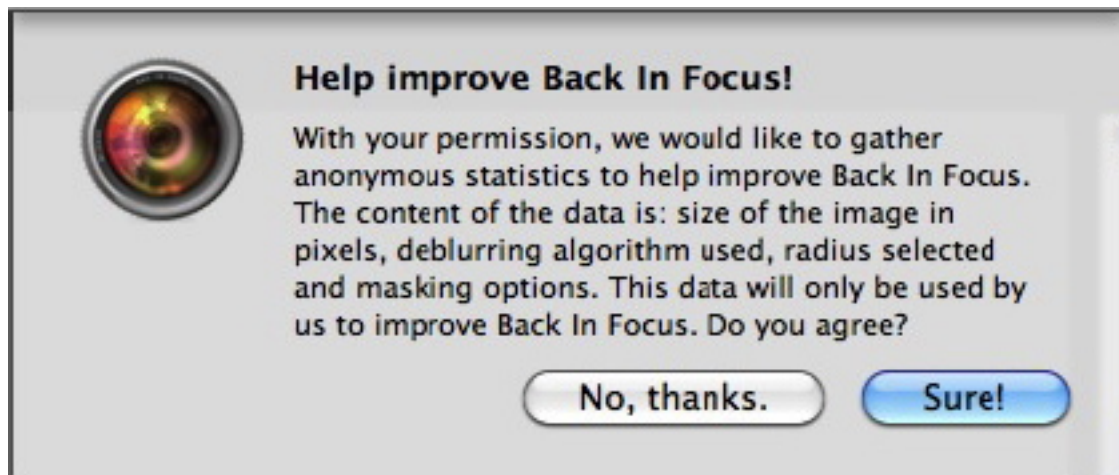 Help improve Back In Focus!
With your permission, we would like to gather
anonymous statistics to help improve Back In Focus.
The content of the data is: size of the image in
pixels, deblurring algorithm used, radius selected
and masking options. This data will only be used by
us to improve Back In Focus. Do you agree?
No, thanks. Sure!